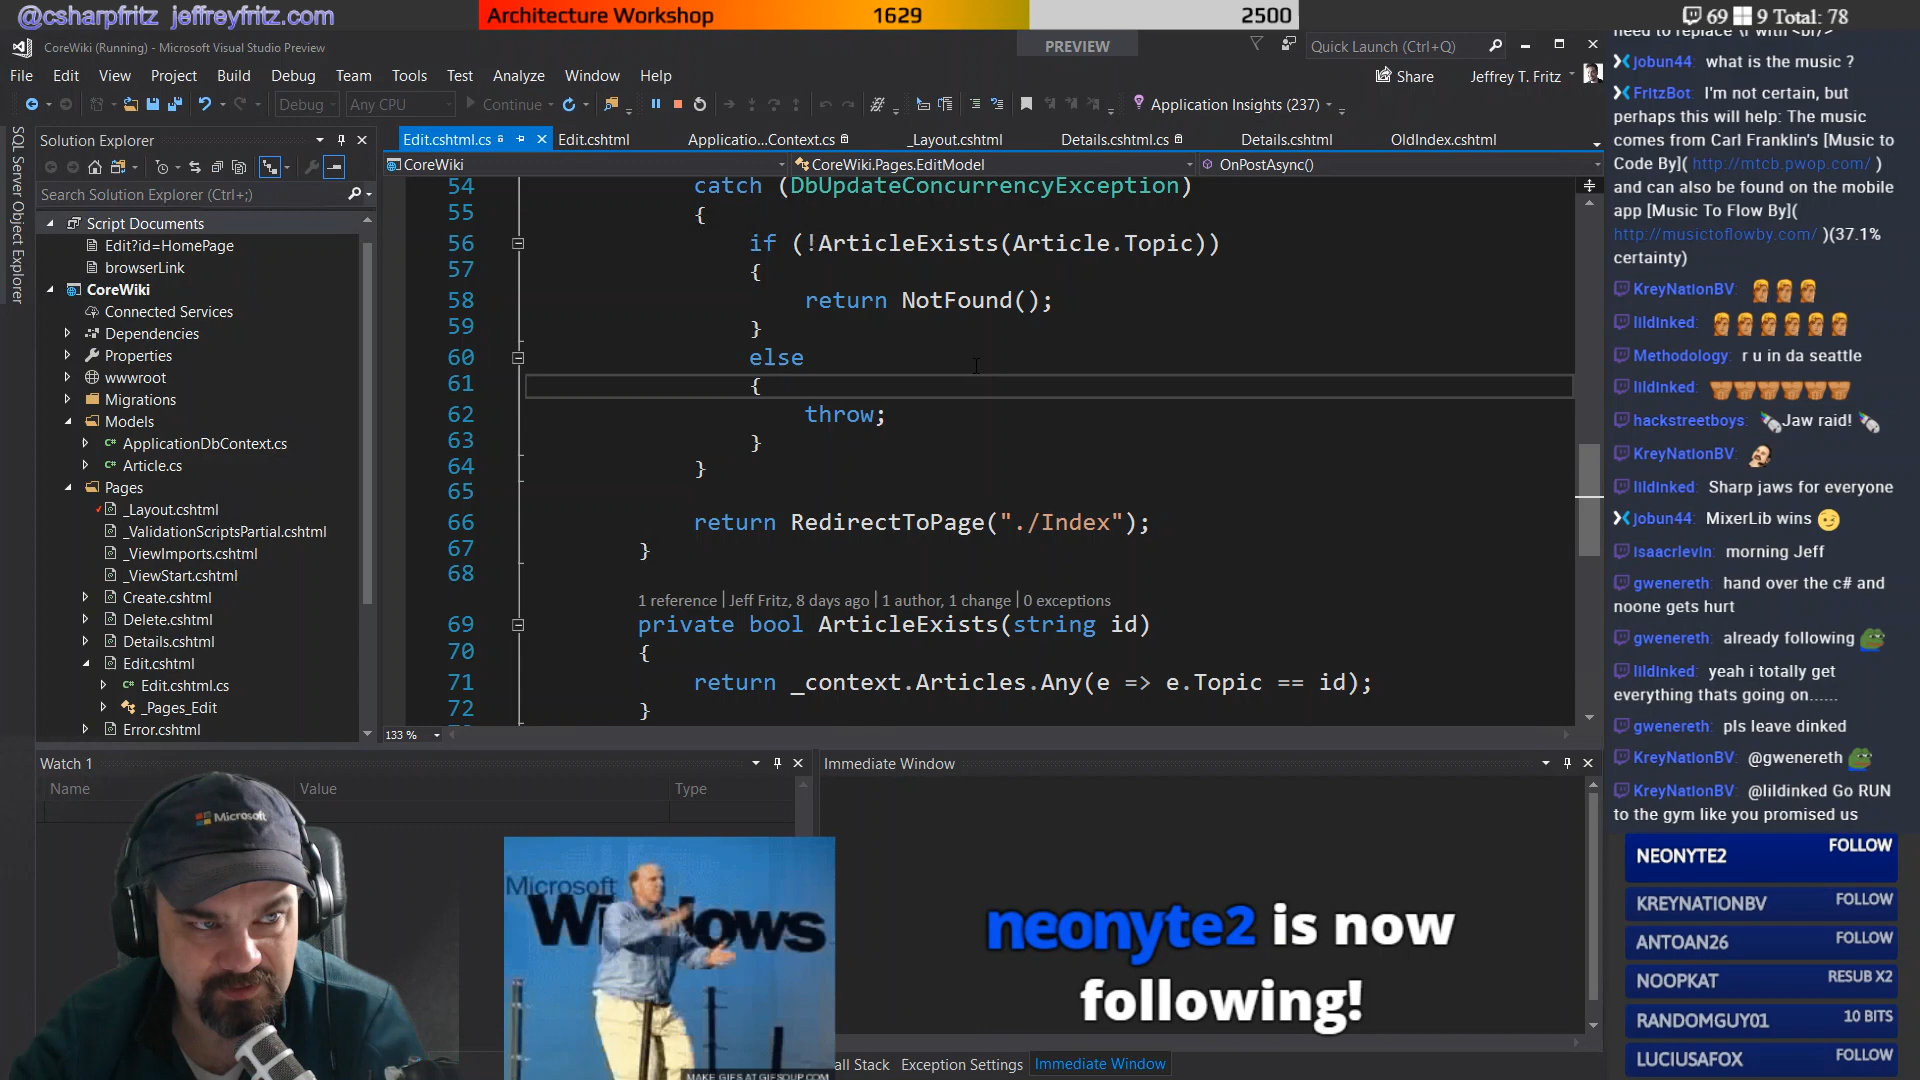 @csharpfritz jeffreyfritz.com
Architecture Workshop 1629 2500
69 9 Total: 78
CoreWiki (Running) - Microsoft Visual Studio Preview
PREVIEW
Quick Launch (Ctrl+Q)
File Edit View Project Build Debug Team Tools Test Analyze Window Help
Share Jeffrey T. Fritz
Debug Any CPU Continue Application Insights (237)
SQL Server Object Explorer
Solution Explorer
Search Solution Explorer (Ctrl+;)
Script Documents
Edit?id=HomePage
browserLink
CoreWiki
Connected Services
Dependencies
Properties
wwwroot
Migrations
Models
ApplicationDbContext.cs
Article.cs
Pages
_Layout.cshtml
_ValidationScriptsPartial.cshtml
_ViewImports.cshtml
_ViewStart.cshtml
Create.cshtml
Delete.cshtml
Details.cshtml
Edit.cshtml
Edit.cshtml.cs
_Pages_Edit
Error.cshtml
Edit.cshtml.cs Edit.cshtml Applicatio...Context.cs _Layout.cshtml Details.cshtml.cs Details.cshtml OldIndex.cshtml
CoreWiki CoreWiki.Pages.EditModel OnPostAsync()
54 catch (DbUpdateConcurrencyException)
55 {
56 if (!ArticleExists(Article.Topic))
57 {
58 return NotFound();
59 }
60 else
61 {
62 throw;
63 }
64 }
65
66 return RedirectToPage("./Index");
67 }
68
1 reference | Jeff Fritz, 8 days ago | 1 author, 1 change | 0 exceptions
69 private bool ArticleExists(string id)
70 {
71 return _context.Articles.Any(e => e.Topic == id);
72 }
133 %
Watch 1
Name Value Type
Immediate Window
Microsoft
Microsoft
Windows
MAKE GIFS AT GIFSOUP.COM
neonyte2 is now
following!
all Stack Exception Settings Immediate Window
need to replace \r with <br/>
jobun44: what is the music ?
FritzBot: I'm not certain, but
perhaps this will help: The music
comes from Carl Franklin's [Music to
Code By]( http://mtcb.pwop.com/ )
and can also be found on the mobile
app [Music To Flow By](
http://musictoflowby.com/ )(37.1%
certainty)
KreyNationBV:
lildinked:
Methodology: r u in da seattle
lildinked:
hackstreetboys: Jaw raid!
KreyNationBV:
lildinked: Sharp jaws for everyone
jobun44: MixerLib wins
isaacrlevin: morning Jeff
gwenereth: hand over the c# and
noone gets hurt
gwenereth: already following
lildinked: yeah i totally get
everything thats going on......
gwenereth: pls leave dinked
KreyNationBV: @gwenereth
KreyNationBV: @lildinked Go RUN
to the gym like you promised us
NEONYTE2 FOLLOW
KREYNATIONBV FOLLOW
ANTOAN26 FOLLOW
NOOPKAT RESUB X2
RANDOMGUY01 10 BITS
LUCIUSAFOX FOLLOW